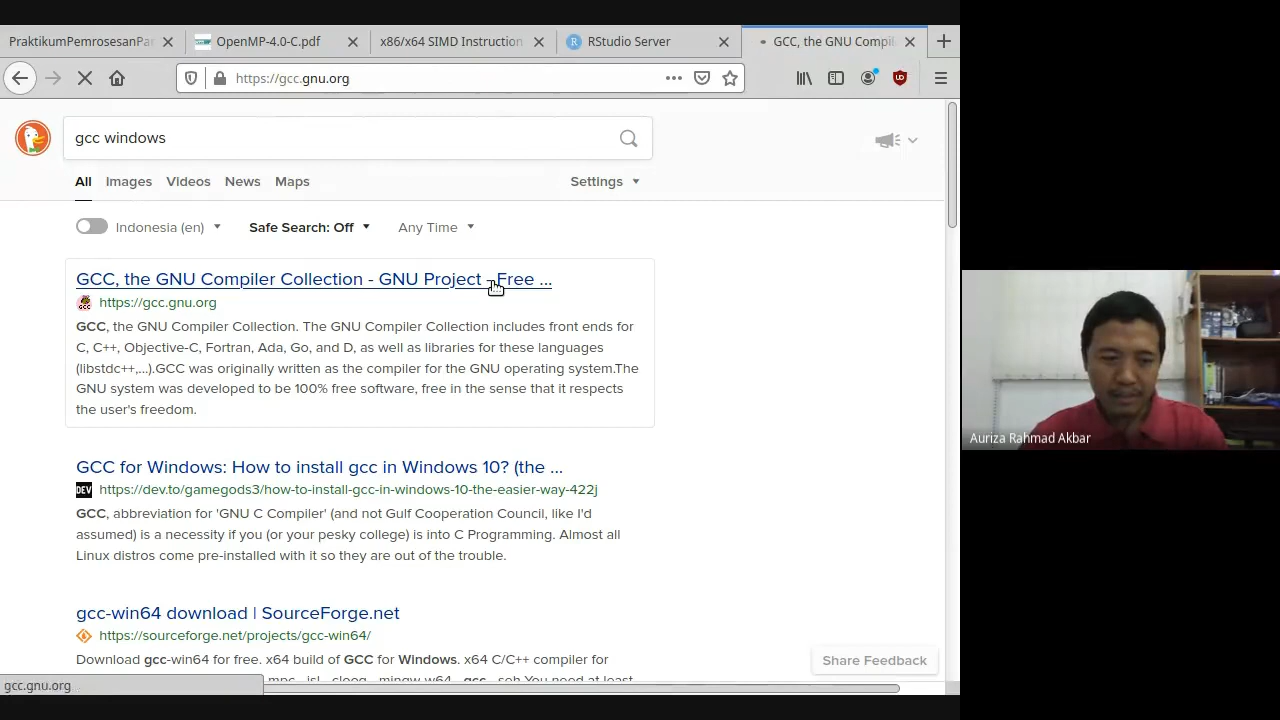 PraktikumPemrosesanPar
OpenMP-4.0-C.pdf
x86/x64 SIMD Instruction
RStudio Server
GCC, the GNU Compil
https://gcc.gnu.org
gcc windows
All
Images
Videos
News
Maps
Settings
Indonesia (en)
Safe Search: Off
Any Time
GCC, the GNU Compiler Collection - GNU Project - Free ...
https://gcc.gnu.org
GCC, the GNU Compiler Collection. The GNU Compiler Collection includes front ends for
C, C++, Objective-C, Fortran, Ada, Go, and D, as well as libraries for these languages
(libstdc++,...).GCC was originally written as the compiler for the GNU operating system.The
GNU system was developed to be 100% free software, free in the sense that it respects
the user's freedom.
GCC for Windows: How to install gcc in Windows 10? (the ...
DEV https://dev.to/gamegods3/how-to-install-gcc-in-windows-10-the-easier-way-422j
GCC, abbreviation for 'GNU C Compiler' (and not Gulf Cooperation Council, like I'd
assumed) is a necessity if you (or your pesky college) is into C Programming. Almost all
Linux distros come pre-installed with it so they are out of the trouble.
gcc-win64 download | SourceForge.net
https://sourceforge.net/projects/gcc-win64/
Download gcc-win64 for free. x64 build of GCC for Windows. x64 C/C++ compiler for
Share Feedback
gcc.gnu.org
Auriza Rahmad Akbar